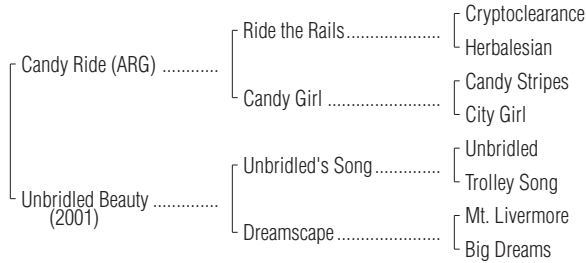 Cryptoclearance
Ride the Rails......................
Herbalesian
Candy Ride (ARG) ............
Candy Stripes
Candy Girl .........................
City Girl
Unbridled
Unbridled's Song...............
Trolley Song
Unbridled Beauty ..............
(2001)
Mt. Livermore
Dreamscape.......................
Big Dreams